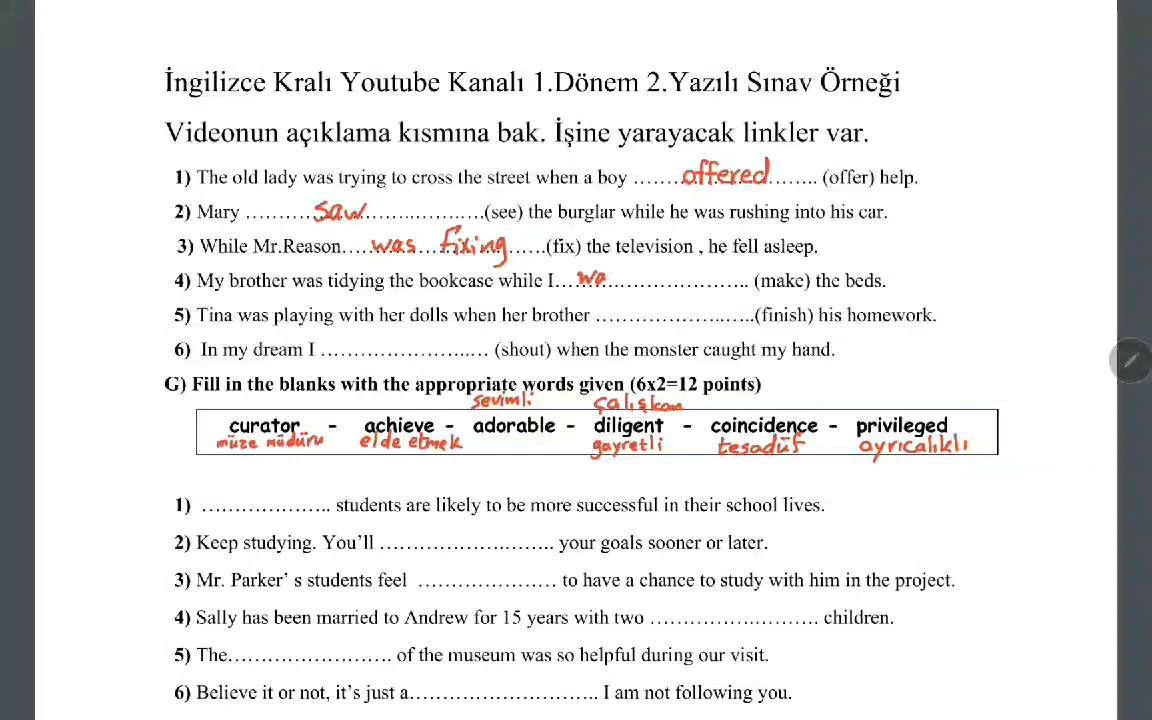 İngilizce Kralı Youtube Kanalı 1.Dönem 2.Yazılı Sınav Örneği
Videonun açıklama kısmına bak. İşine yarayacak linkler var.
1) The old lady was trying to cross the street when a boy ……offered…….. (offer) help.
2) Mary ………saw……..…………(see) the burglar while he was rushing into his car.
3) While Mr.Reason….was fixing……(fix) the television , he fell asleep.
4) My brother was tidying the bookcase while I….wa………………….. (make) the beds.
5) Tina was playing with her dolls when her brother ………………..…..(finish) his homework.
6) In my dream I …………………..… (shout) when the monster caught my hand.
G) Fill in the blanks with the appropriate words given (6x2=12 points)
sevimli çalışkan
curator - achieve - adorable - diligent - coincidence - privileged
müze müdürü elde etmek gayretli tesadüf ayrıcalıklı
1) ……………….. students are likely to be more successful in their school lives.
2) Keep studying. You’ll ……………….…….. your goals sooner or later.
3) Mr. Parker’ s students feel ………………… to have a chance to study with him in the project.
4) Sally has been married to Andrew for 15 years with two …………….………. children.
5) The……………………. of the museum was so helpful during our visit.
6) Believe it or not, it’s just a……………………….. I am not following you.